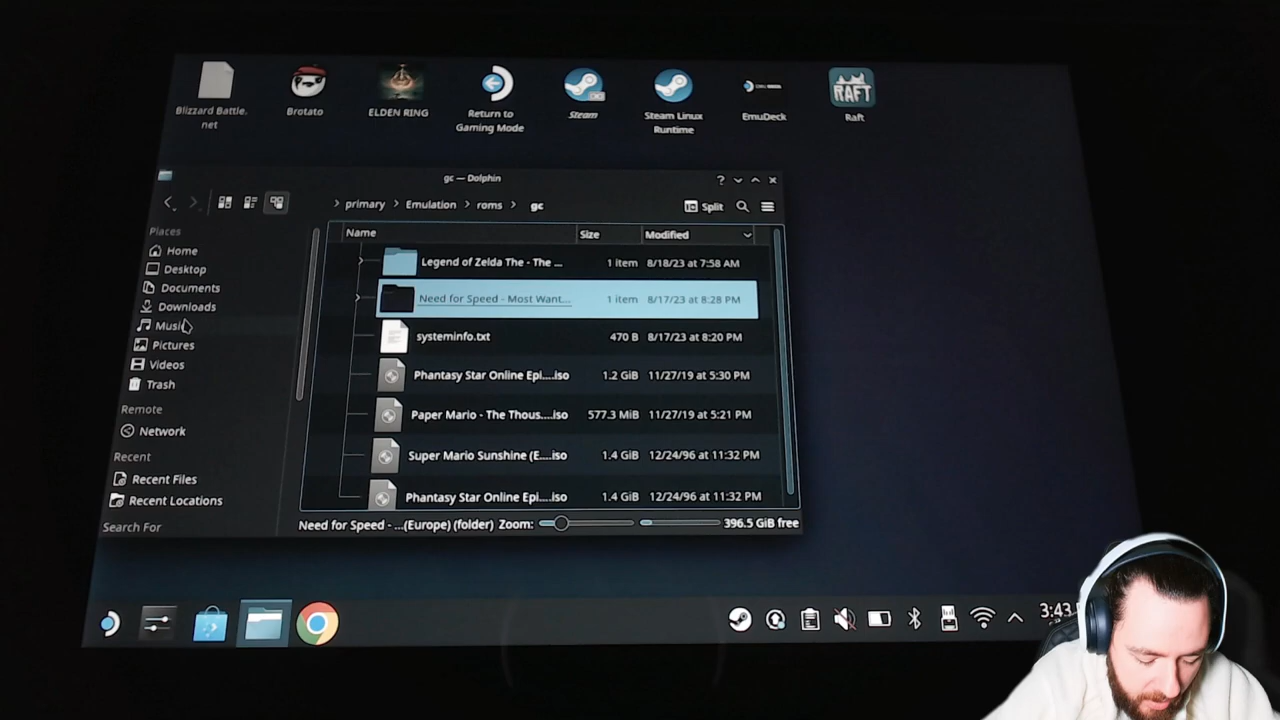 Blizzard Battle.
net
Brotato
ELDEN RING
Return to
Gaming Mode
Steam
Steam Linux
Runtime
EmuDeck
RAFT
Raft
gc — Dolphin
primary > Emulation > roms > gc
Split
Places
Home
Desktop
Documents
Downloads
Music
Pictures
Videos
Trash
Remote
Network
Recent
Recent Files
Recent Locations
Search For
Name Size Modified
Legend of Zelda The - The ... 1 item 8/18/23 at 7:58 AM
Need for Speed - Most Want... 1 item 8/17/23 at 8:28 PM
systeminfo.txt 470 B 8/17/23 at 8:20 PM
Phantasy Star Online Epi....iso 1.2 GiB 11/27/19 at 5:30 PM
Paper Mario - The Thous....iso 577.3 MiB 11/27/19 at 5:21 PM
Super Mario Sunshine (E....iso 1.4 GiB 12/24/96 at 11:32 PM
Phantasy Star Online Epi....iso 1.4 GiB 12/24/96 at 11:32 PM
Need for Speed - ...(Europe) (folder) Zoom: 396.5 GiB free
3:43